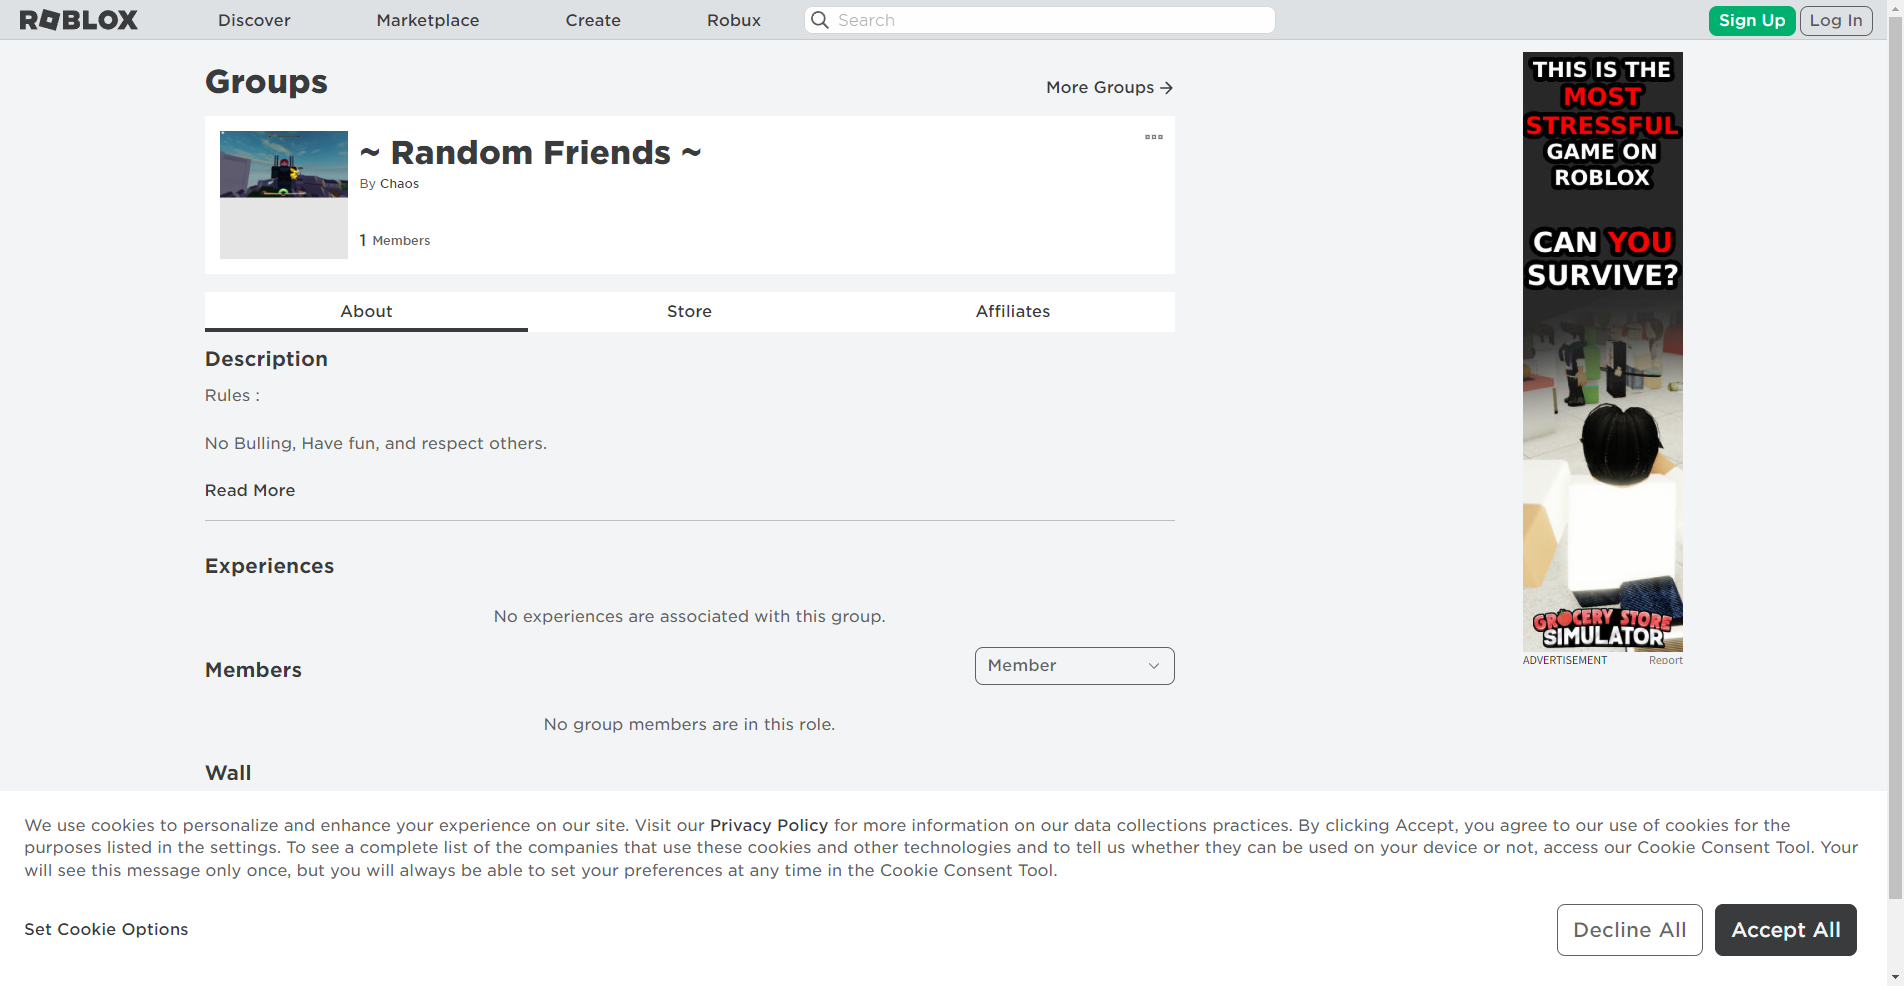 ROBLOX
Discover
Marketplace
Create
Robux
Search
Sign Up
Log In
Groups
More Groups →
~ Random Friends ~
By Chaos
1 Members
About
Store
Affiliates
Description
Rules :
No Bulling, Have fun, and respect others.
Read More
Experiences
No experiences are associated with this group.
Members
Member
No group members are in this role.
Wall
THIS IS THE
MOST
STRESSFUL
GAME ON
ROBLOX
CAN YOU
SURVIVE?
GROCERY STORE
SIMULATOR
ADVERTISEMENT
Report
We use cookies to personalize and enhance your experience on our site. Visit our Privacy Policy for more information on our data collections practices. By clicking Accept, you agree to our use of cookies for the
purposes listed in the settings. To see a complete list of the companies that use these cookies and other technologies and to tell us whether they can be used on your device or not, access our Cookie Consent Tool. Your
will see this message only once, but you will always be able to set your preferences at any time in the Cookie Consent Tool.
Set Cookie Options
Decline All
Accept All